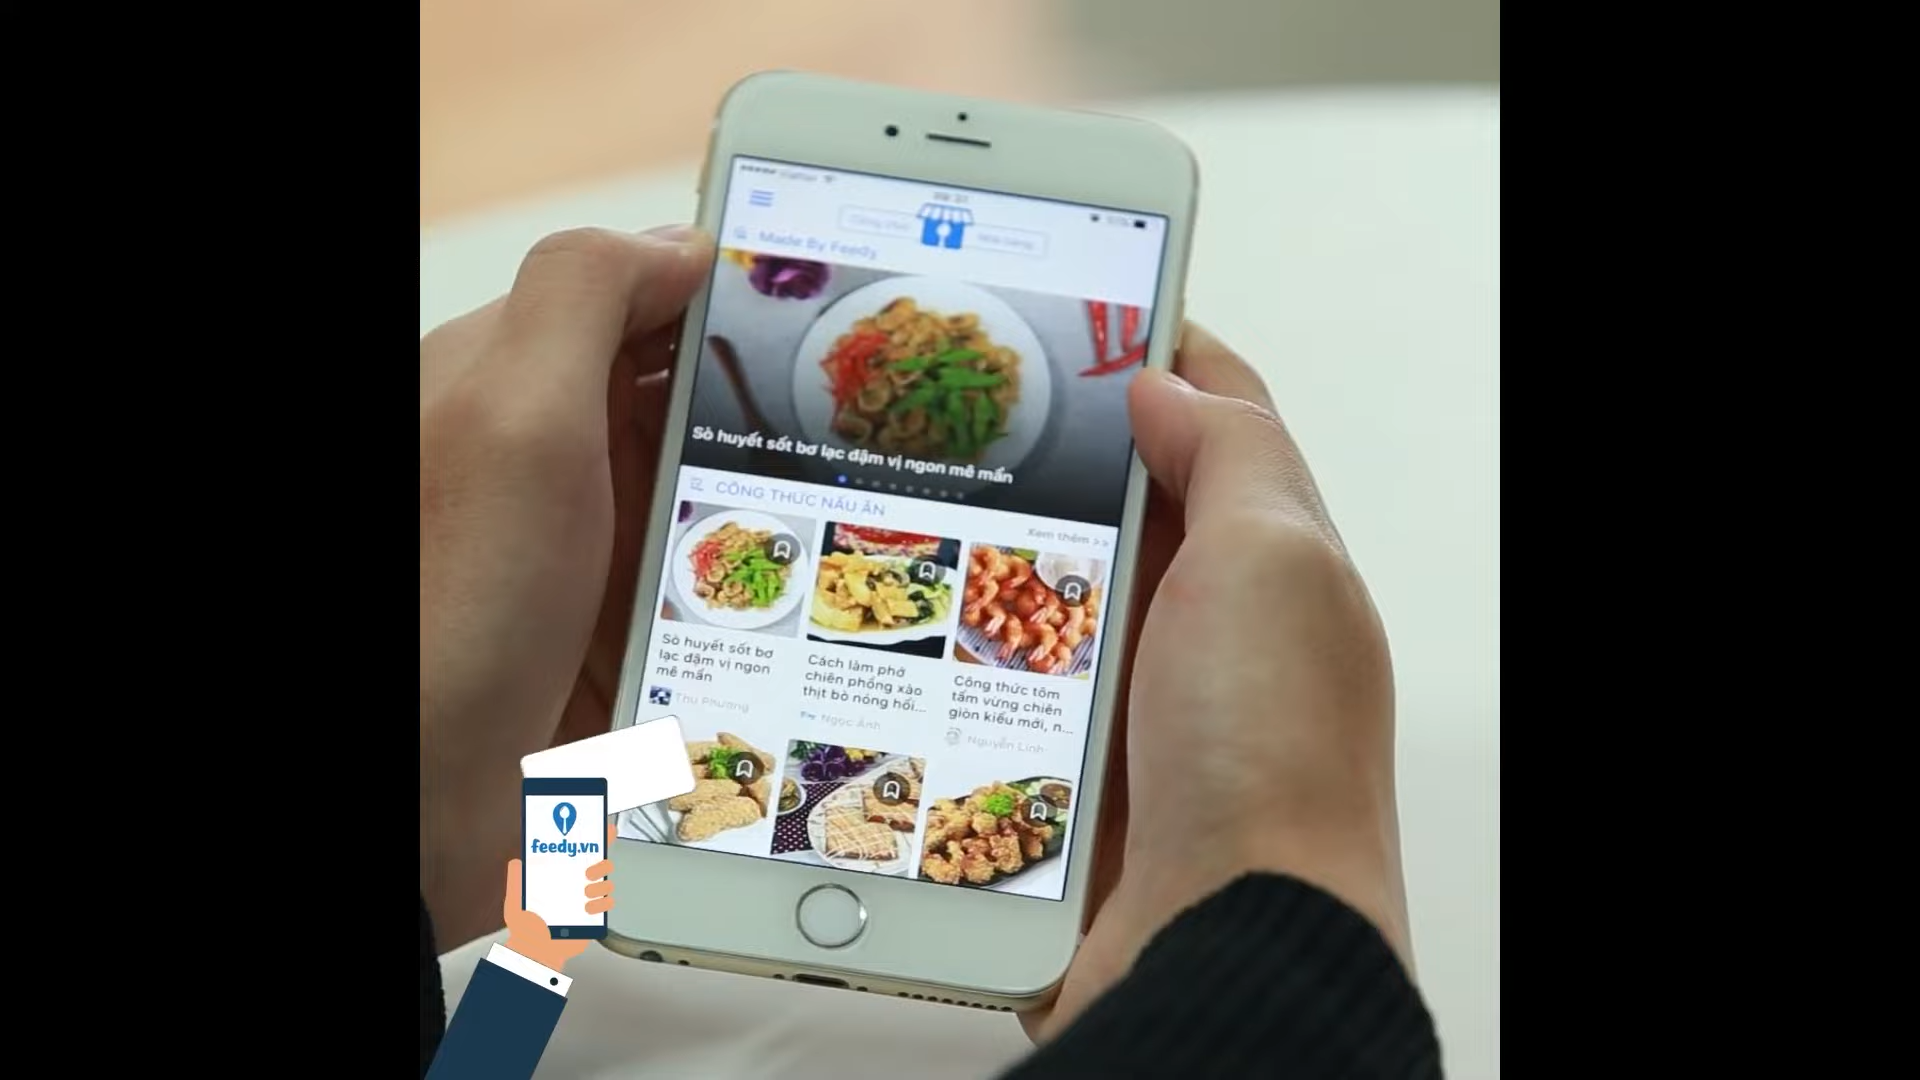 Made By Feedy
Sò huyết sốt bơ lạc đậm vị ngon mê mẩn
CÔNG THỨC NẤU ĂN
Xem thêm >>
Sò huyết sốt bơ
lạc đậm vị ngon
mê mẩn
Thu Phương
Cách làm phở
chiên phồng xào
thịt bò nóng hổi...
Ngọc Ánh
Công thức tôm
tẩm vừng chiên
giòn kiểu mới, n...
Nguyễn Linh
feedy.vn